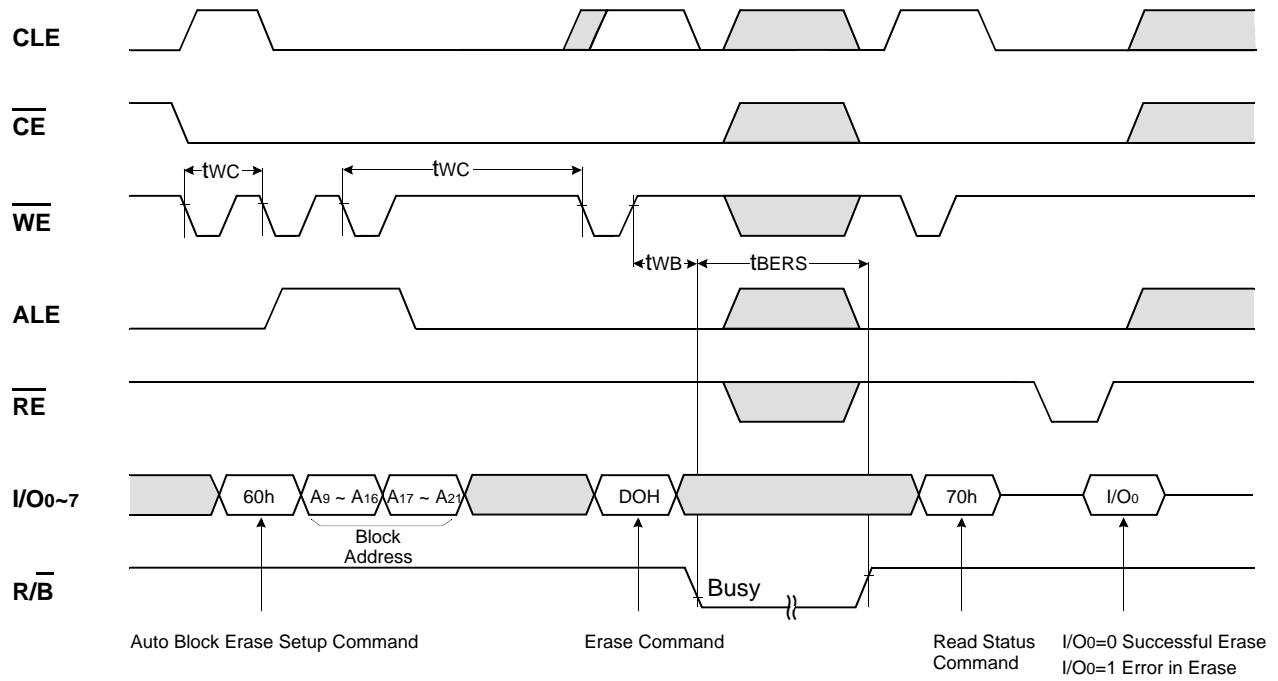 CLE
CE
tWC
tWC
WE
tWB
tBERS
ALE
RE
I/O0~7
60h
A9 ~ A16
A17 ~ A21
DOH
70h
I/O0
Block
Address
R/B
Busy
Auto Block Erase Setup Command
Erase Command
Read Status
Command
I/O0=0 Successful Erase
I/O0=1 Error in Erase